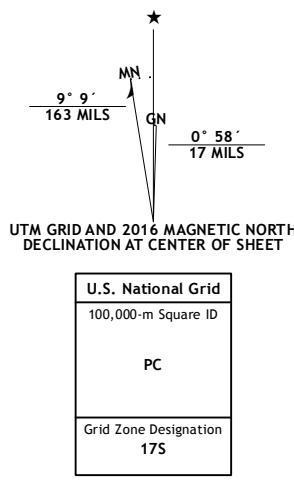 ★
MN
9° 9´
163 MILS
GN
0° 58´
17 MILS
UTM GRID AND 2016 MAGNETIC NORTH
DECLINATION AT CENTER OF SHEET
U.S. National Grid
100,000-m Square ID
PC
Grid Zone Designation
17S